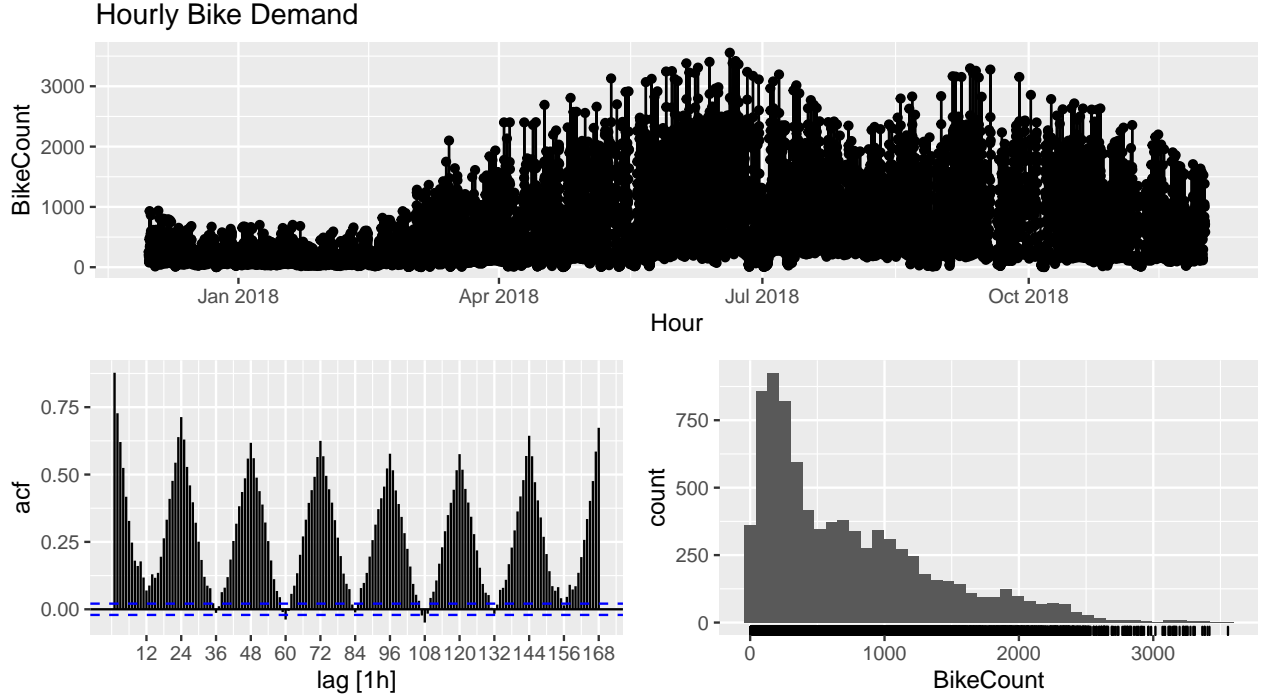 Hourly Bike Demand
BikeCount
3000
2000
1000
0
Jan 2018 Apr 2018 Jul 2018 Oct 2018
Hour
acf
0.75
0.50
0.25
0.00
12 24 36 48 60 72 84 96 108 120 132 144 156 168
lag [1h]
count
750
500
250
0
0 1000 2000 3000
BikeCount